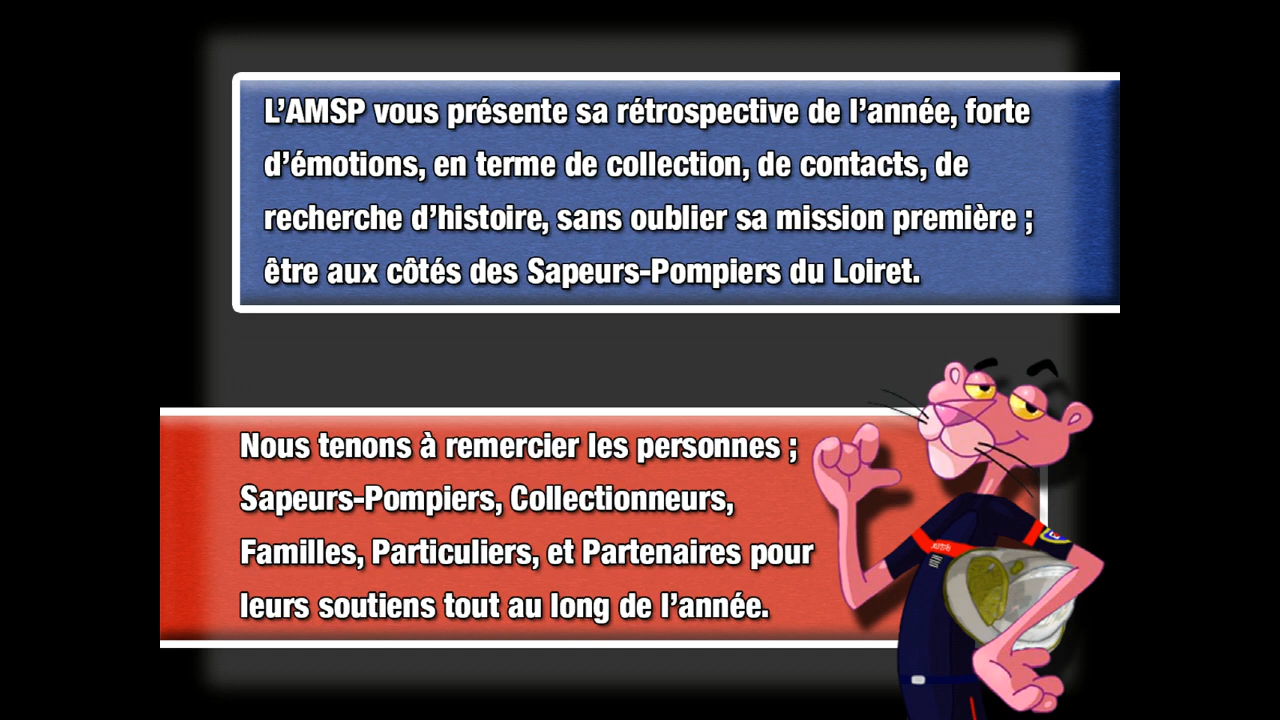 L’AMSP vous présente sa rétrospective de l’année, forte
d’émotions, en terme de collection, de contacts, de
recherche d’histoire, sans oublier sa mission première ;
être aux côtés des Sapeurs-Pompiers du Loiret.
Nous tenons à remercier les personnes ;
Sapeurs-Pompiers, Collectionneurs,
Familles, Particuliers, et Partenaires pour
leurs soutiens tout au long de l’année.